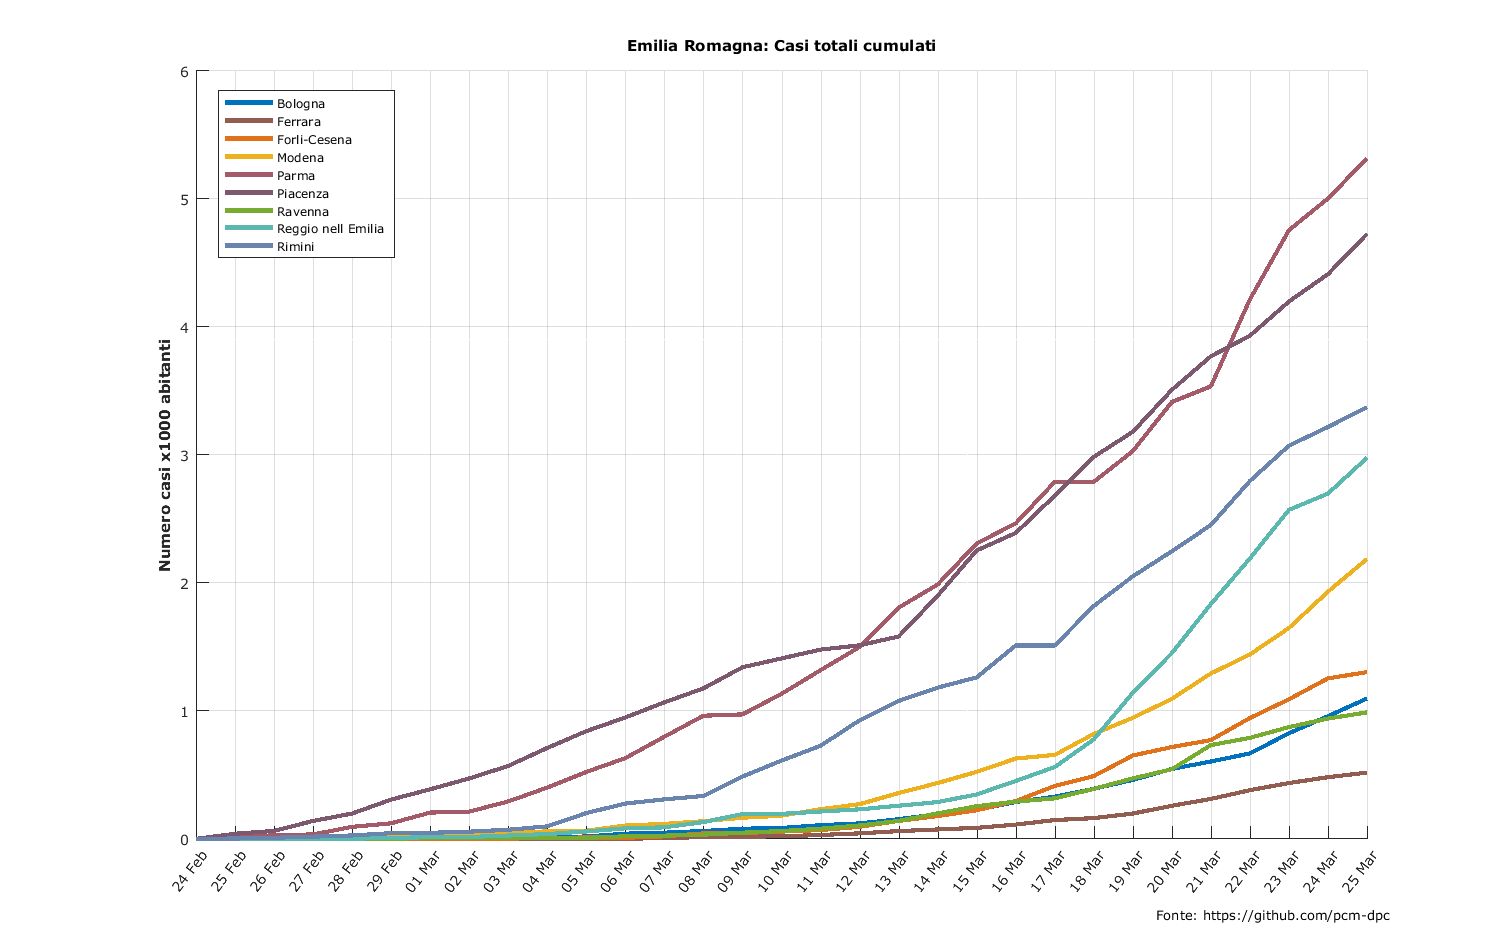 Emilia Romagna: Casi totali cumulati
6
5
4
3
2
1
0
Numero casi x1000 abitanti
Bologna
Ferrara
Forli-Cesena
Modena
Parma
Piacenza
Ravenna
Reggio nell Emilia
Rimini
24 Feb
25 Feb
26 Feb
27 Feb
28 Feb
29 Feb
01 Mar
02 Mar
03 Mar
04 Mar
05 Mar
06 Mar
07 Mar
08 Mar
09 Mar
10 Mar
11 Mar
12 Mar
13 Mar
14 Mar
15 Mar
16 Mar
17 Mar
18 Mar
19 Mar
20 Mar
21 Mar
22 Mar
23 Mar
24 Mar
25 Mar
Fonte: https://github.com/pcm-dpc